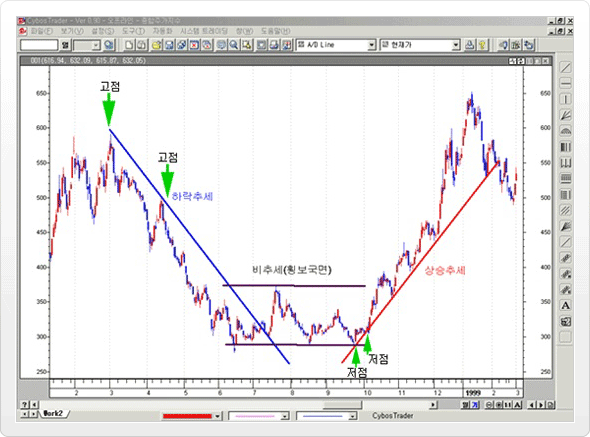 CybosTrader - Ver 0.90 - 오프라인 - 종합주가지수
파일(F) 보기(V) 설정(S) 도구(T) 자동화 시스템 트레이딩 창(W) 도움말(H)
월 A/D Line 현재가
001(616.94, 632.09, 615.87, 632.05)
고점
고점
하락추세
비추세(횡보국면)
상승추세
저점
저점
650
600
550
500
450
400
350
300
250
2 3 4 5 6 7 8 9 10 11 12 1999 2 3
Work2
CybosTrader